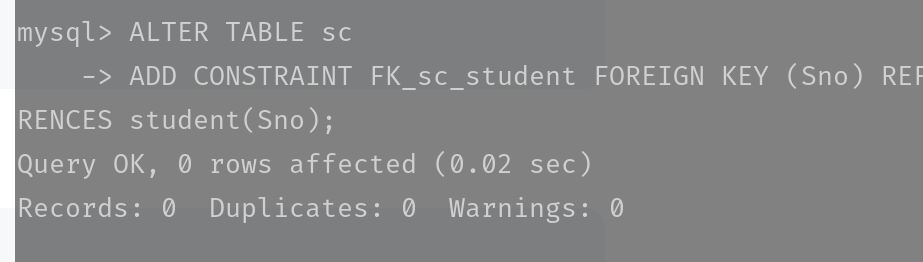 mysql> ALTER TABLE sc
    -> ADD CONSTRAINT FK_sc_student FOREIGN KEY (Sno) REF
RENCES student(Sno);
Query OK, 0 rows affected (0.02 sec)
Records: 0  Duplicates: 0  Warnings: 0